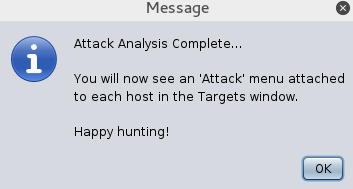 Message
Attack Analysis Complete...
You will now see an 'Attack' menu attached
to each host in the Targets window.
Happy hunting!
OK